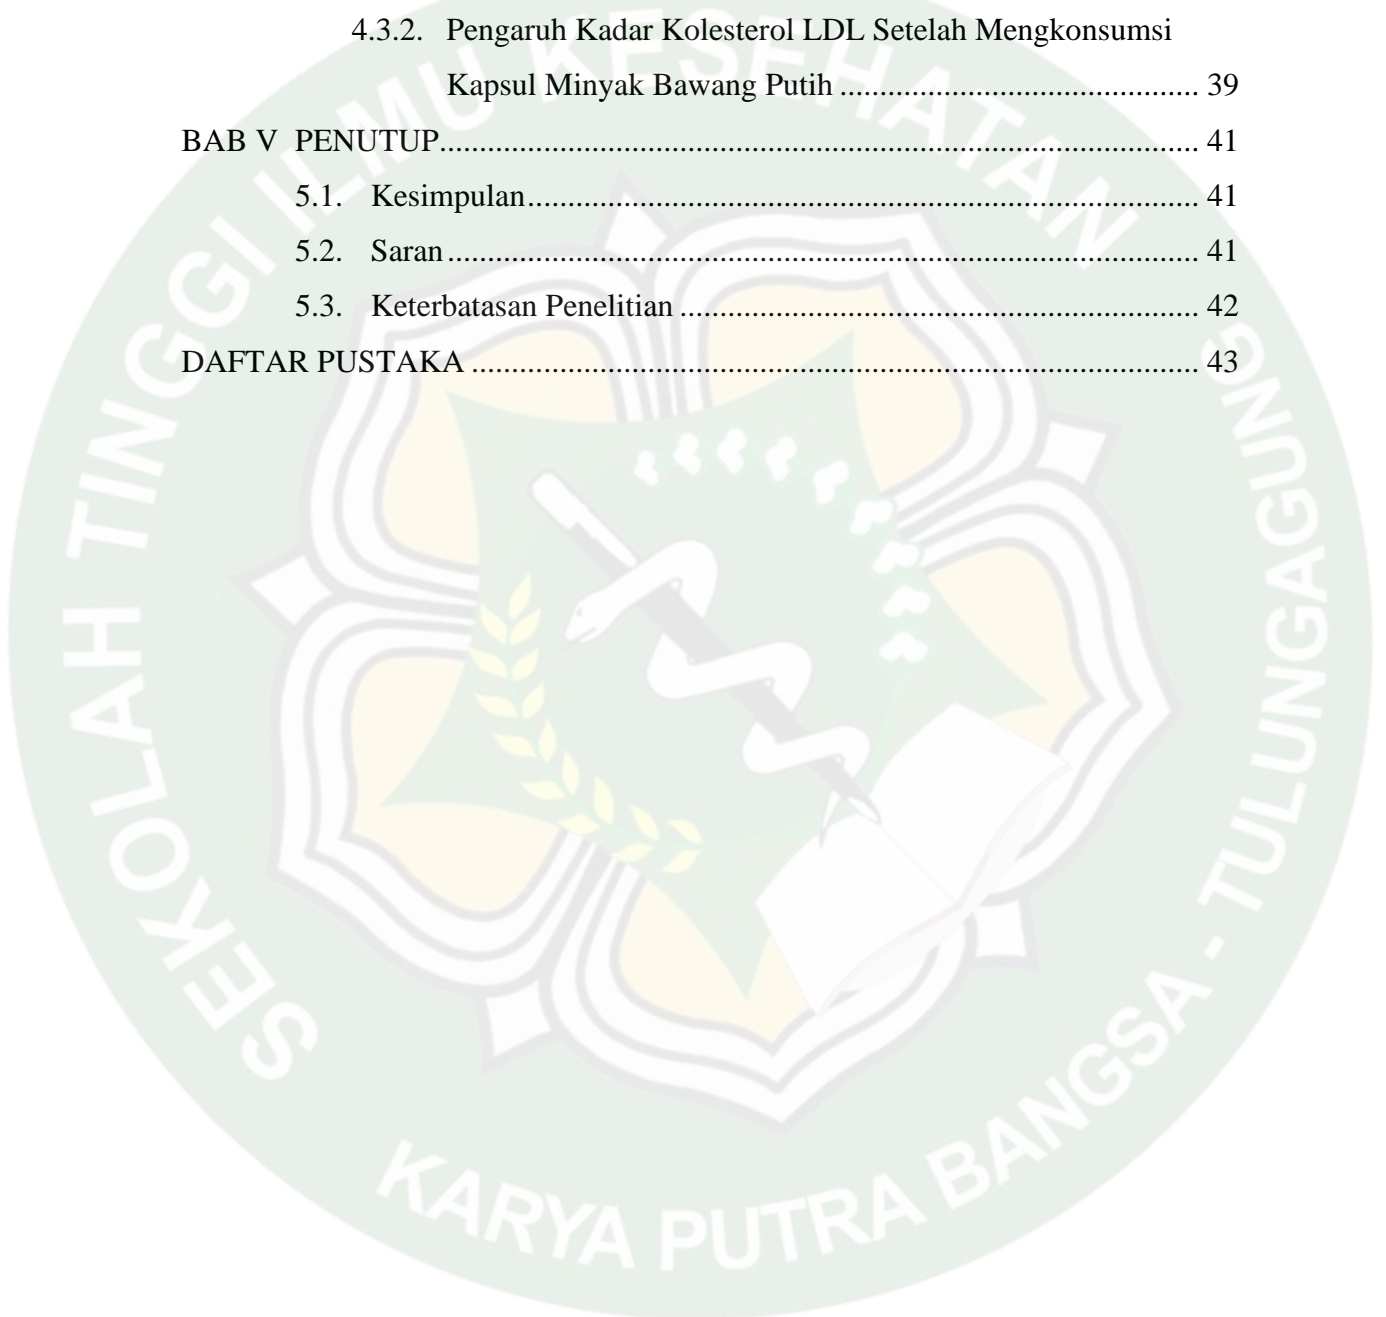 4.3.2. Pengaruh Kadar Kolesterol LDL Setelah Mengkonsumsi
Kapsul Minyak Bawang Putih ........................................... 39
BAB V PENUTUP............................................................................................. 41
5.1. Kesimpulan.................................................................................. 41
5.2. Saran............................................................................................ 41
5.3. Keterbatasan Penelitian ................................................................ 42
DAFTAR PUSTAKA ......................................................................................... 43
SEKOLAH TINGGI ILMU KESEHATAN
KARYA PUTRA BANGSA - TULUNGAGUNG